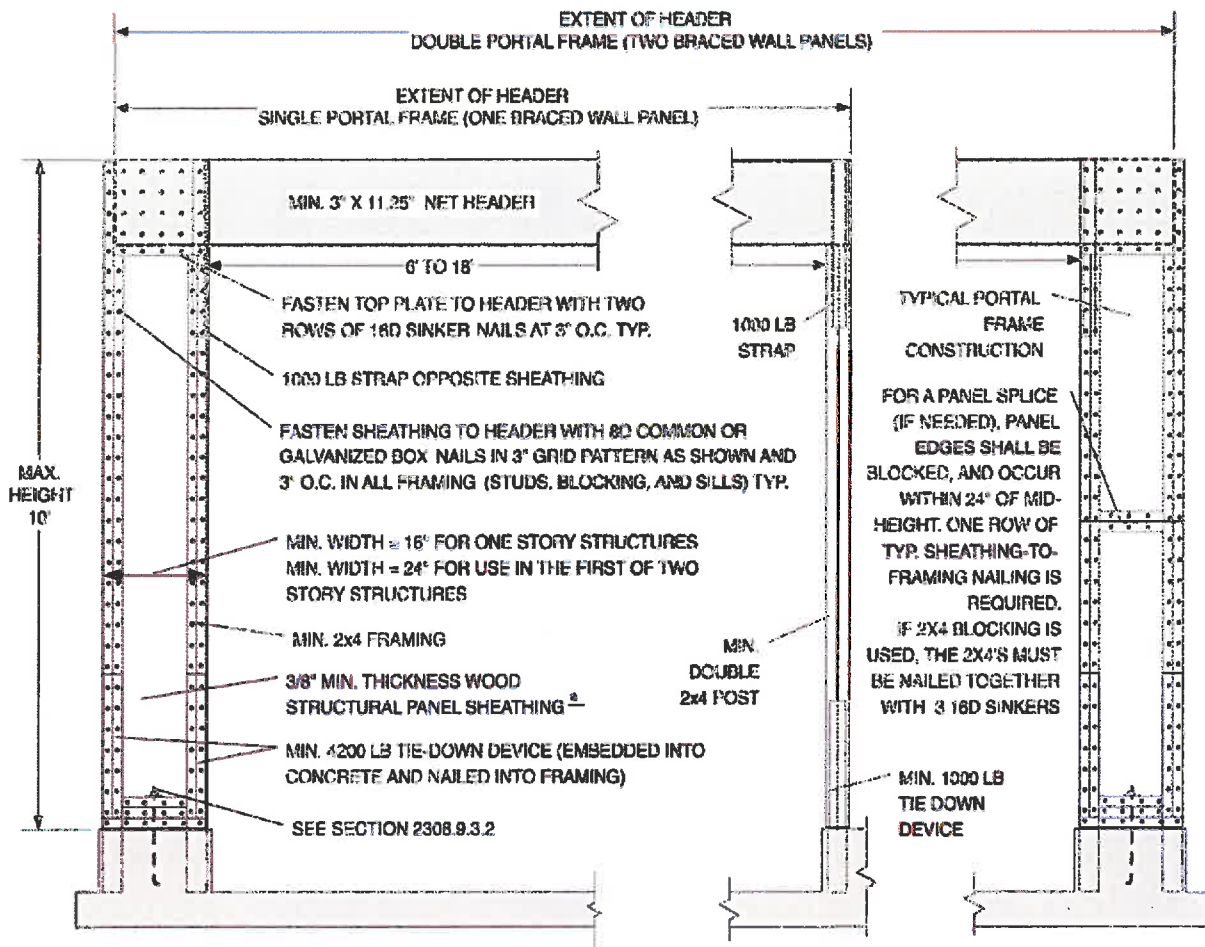 EXTENT OF HEADER
DOUBLE PORTAL FRAME (TWO BRACED WALL PANELS)
EXTENT OF HEADER
SINGLE PORTAL FRAME (ONE BRACED WALL PANEL)
MIN. 3" X 11.25" NET HEADER
6' TO 18'
FASTEN TOP PLATE TO HEADER WITH TWO
ROWS OF 16D SINKER NAILS AT 3" O.C. TYP.
1000 LB STRAP OPPOSITE SHEATHING
FASTEN SHEATHING TO HEADER WITH 8D COMMON OR
GALVANIZED BOX NAILS IN 3" GRID PATTERN AS SHOWN AND
3" O.C. IN ALL FRAMING (STUDS, BLOCKING, AND SILLS) TYP.
MAX.
HEIGHT
10'
MIN. WIDTH = 16" FOR ONE STORY STRUCTURES
MIN. WIDTH = 24" FOR USE IN THE FIRST OF TWO
STORY STRUCTURES
MIN. 2x4 FRAMING
3/8" MIN. THICKNESS WOOD
STRUCTURAL PANEL SHEATHING a
MIN. 4200 LB TIE-DOWN DEVICE (EMBEDDED INTO
CONCRETE AND NAILED INTO FRAMING)
SEE SECTION 2308.9.3.2
1000 LB
STRAP
MIN.
DOUBLE
2x4 POST
MIN. 1000 LB
TIE DOWN
DEVICE
TYPICAL PORTAL
FRAME
CONSTRUCTION
FOR A PANEL SPLICE
(IF NEEDED), PANEL
EDGES SHALL BE
BLOCKED, AND OCCUR
WITHIN 24" OF MID-
HEIGHT. ONE ROW OF
TYP. SHEATHING-TO-
FRAMING NAILING IS
REQUIRED.
IF 2X4 BLOCKING IS
USED, THE 2X4'S MUST
BE NAILED TOGETHER
WITH 3 16D SINKERS